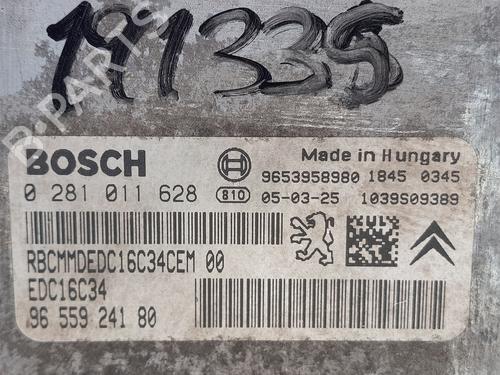 191335
B-PARTS
BOSCH
Made in Hungary
9653958980 1845 0345
0 281 011 628 810 05-03-25 1039S09389
RBCMMDEDC16C34CEM 00
EDC16C34
96 559 241 80